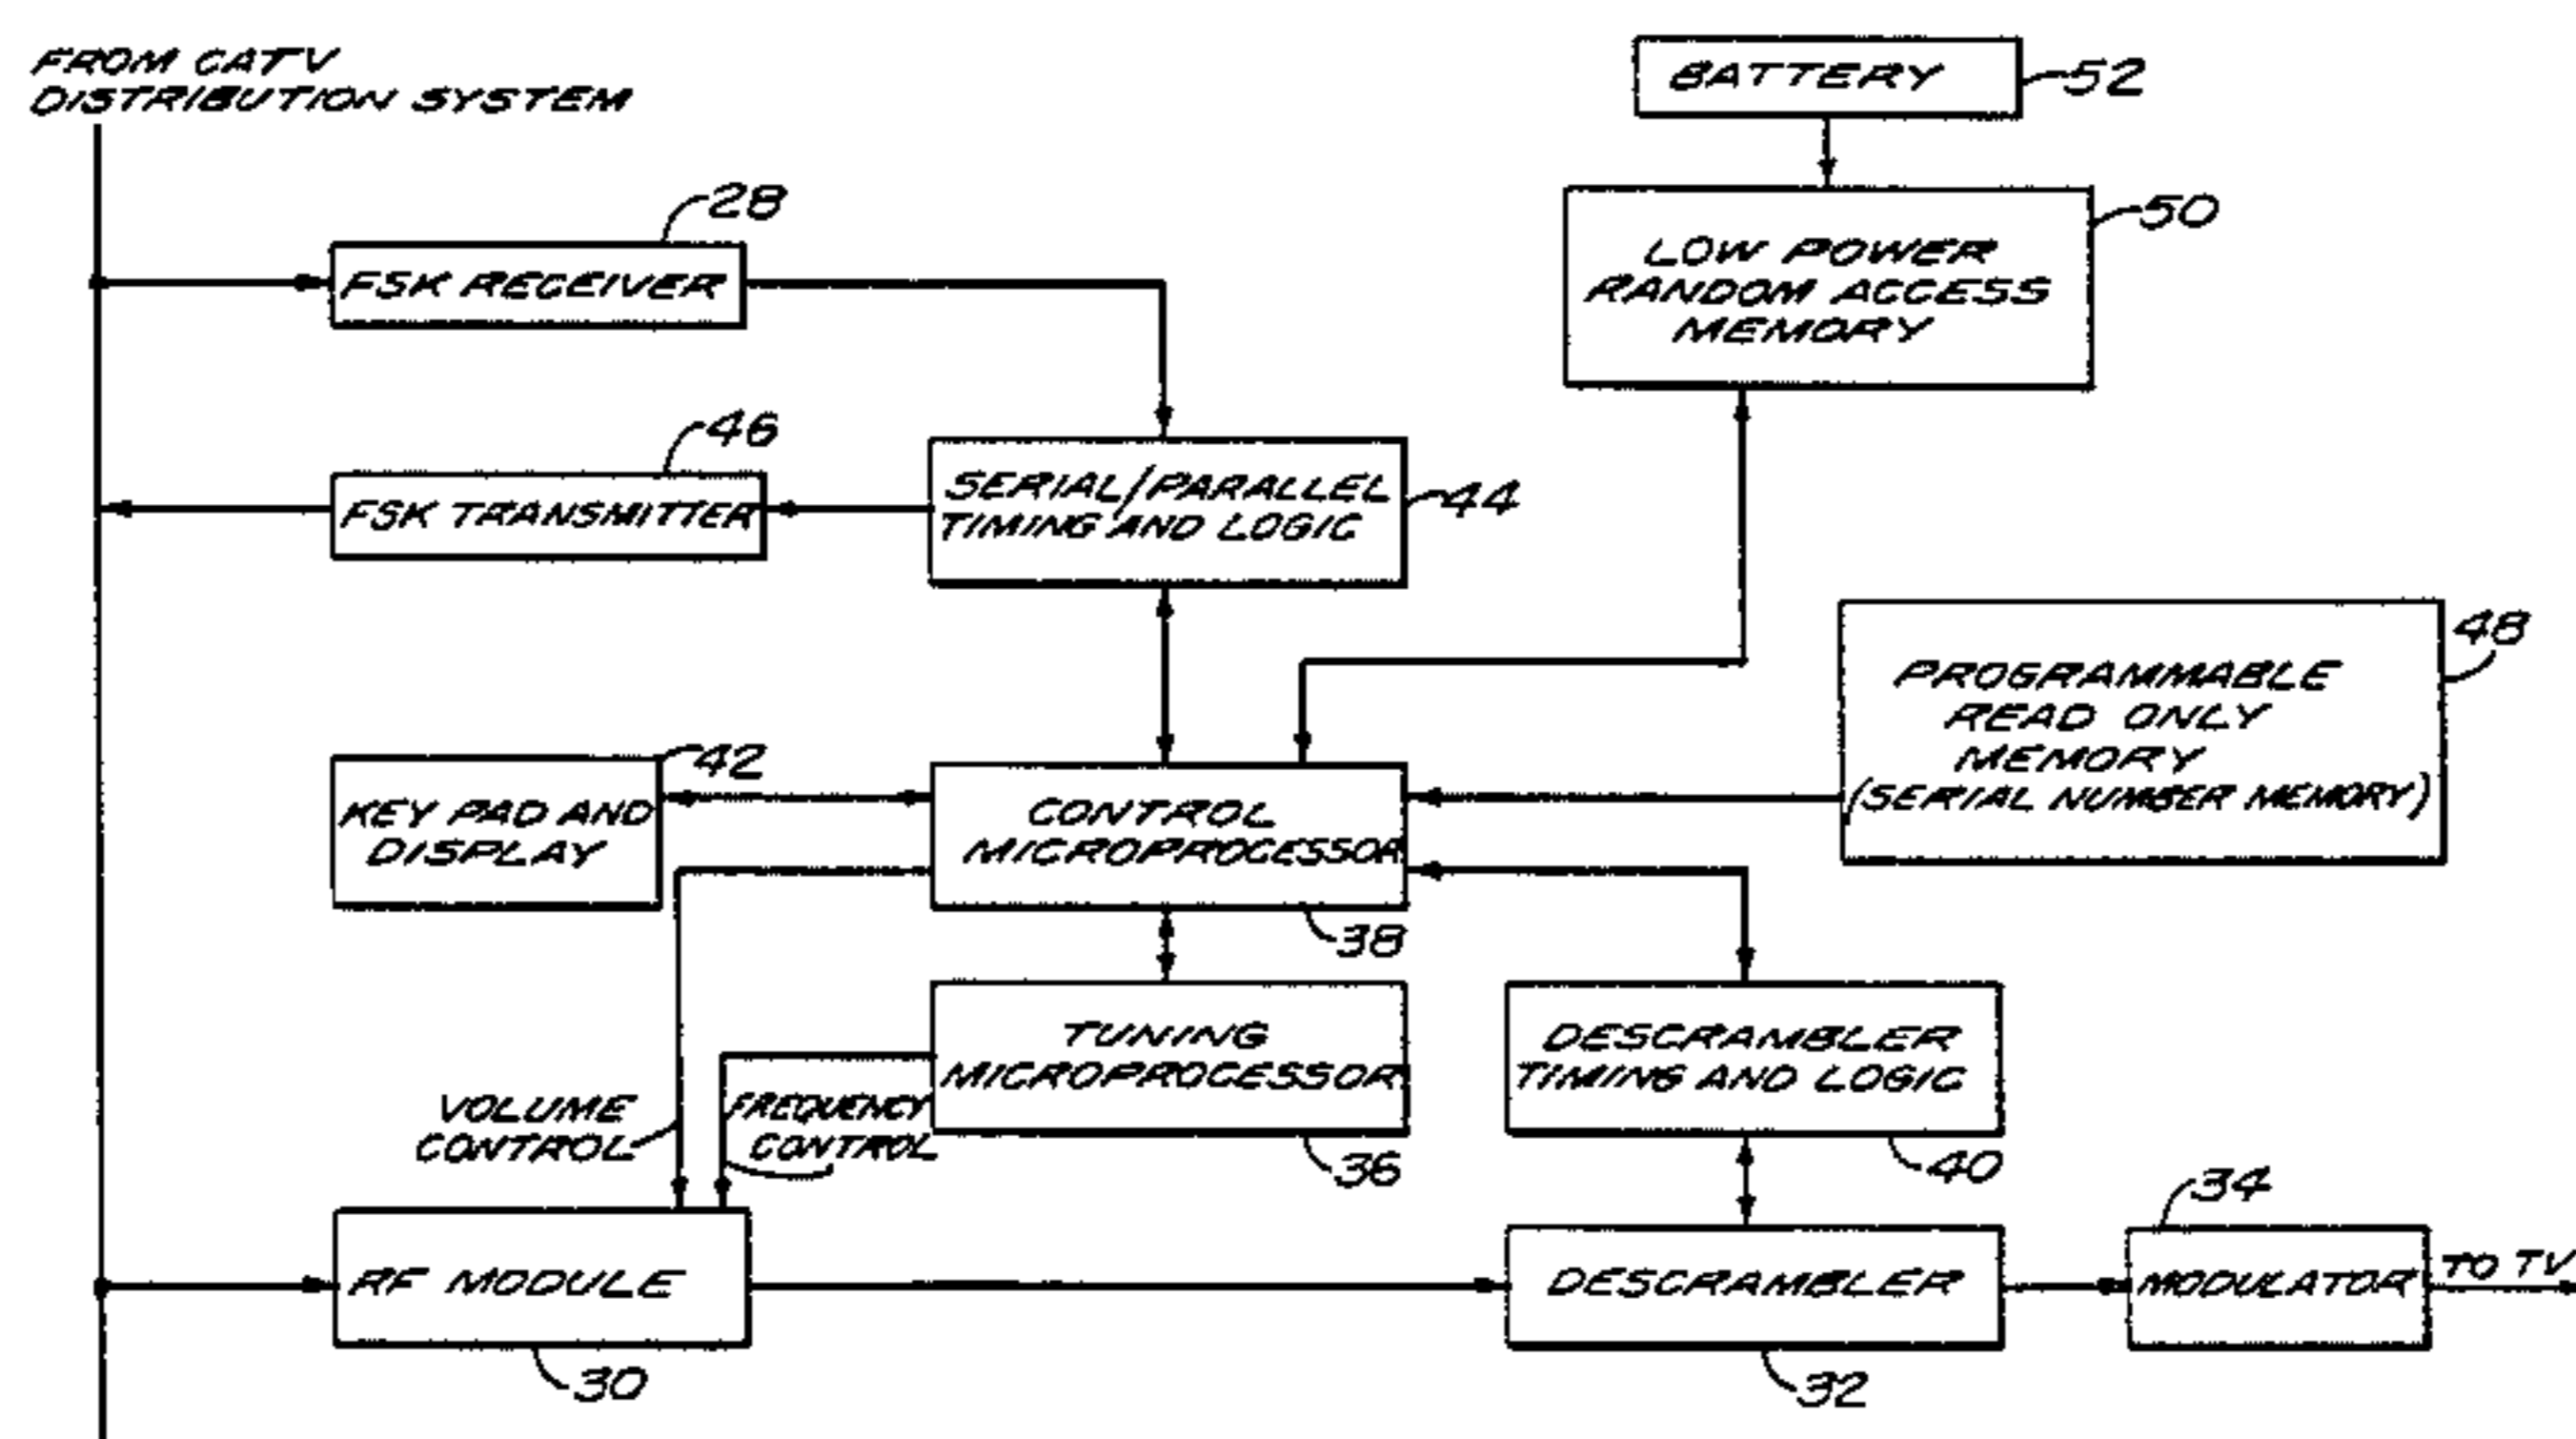 FROM CATV
DISTRIBUTION SYSTEM
BATTERY
52
28
FSK RECEIVER
50
LOW POWER
RANDOM ACCESS
MEMORY
46
FSK TRANSMITTER
SERIAL/PARALLEL
TIMING AND LOGIC
44
48
PROGRAMMABLE
READ ONLY
MEMORY
(SERIAL NUMBER MEMORY)
42
KEY PAD AND
DISPLAY
CONTROL
MICROPROCESSOR
38
TUNING
MICROPROCESSOR
36
DESCRAMBLER
TIMING AND LOGIC
40
VOLUME
CONTROL
FREQUENCY
CONTROL
RF MODULE
30
DESCRAMBLER
32
34
MODULATOR
TO TV